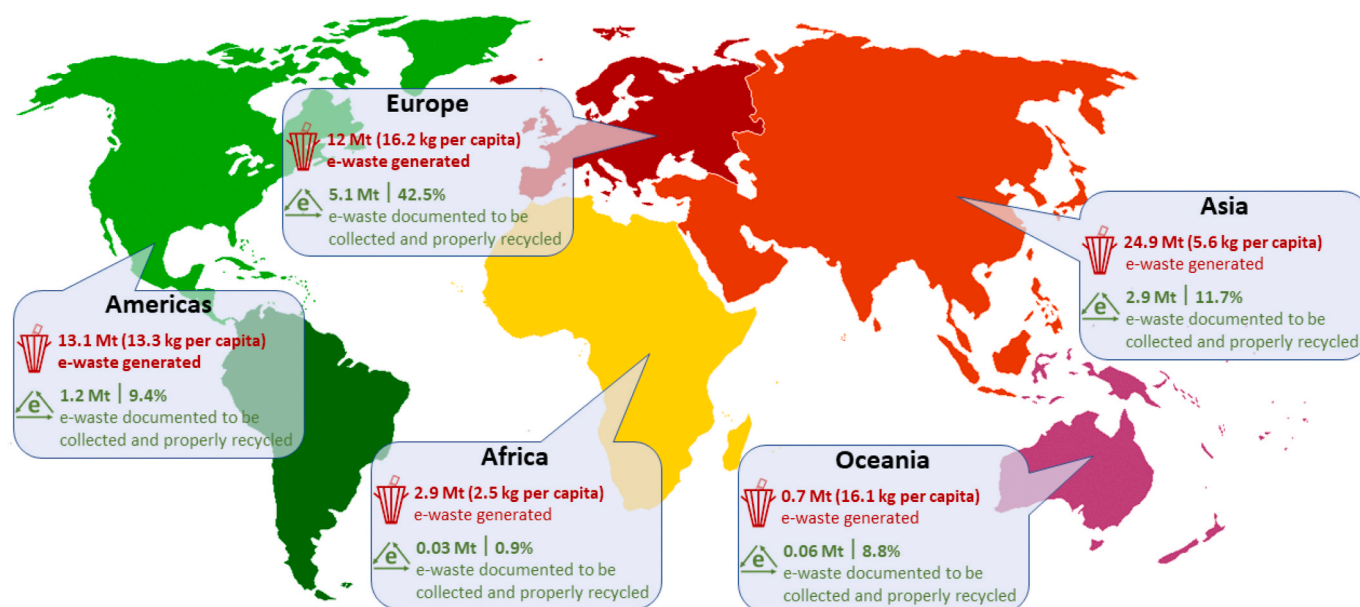 Europe
12 Mt (16.2 kg per capita)
e-waste generated
e
5.1 Mt | 42.5%
e-waste documented to be
collected and properly recycled
Asia
24.9 Mt (5.6 kg per capita)
e-waste generated
e
2.9 Mt | 11.7%
e-waste documented to be
collected and properly recycled
Americas
13.1 Mt (13.3 kg per capita)
e-waste generated
e
1.2 Mt | 9.4%
e-waste documented to be
collected and properly recycled
Africa
2.9 Mt (2.5 kg per capita)
e-waste generated
e
0.03 Mt | 0.9%
e-waste documented to be
collected and properly recycled
Oceania
0.7 Mt (16.1 kg per capita)
e-waste generated
e
0.06 Mt | 8.8%
e-waste documented to be
collected and properly recycled